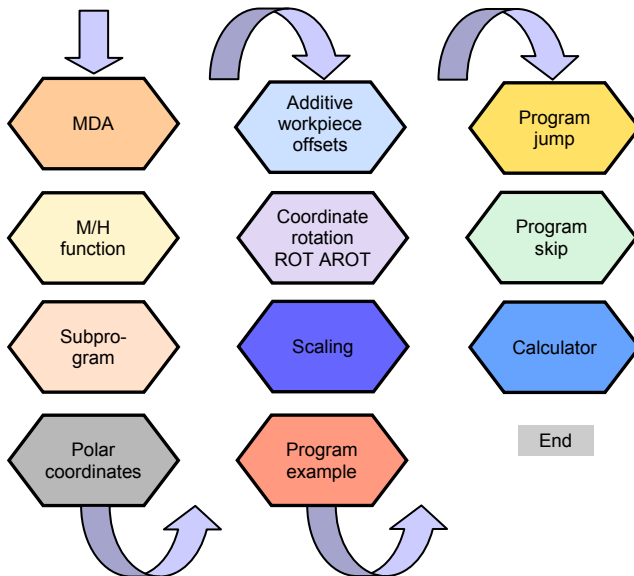 MDA
M/H
function
Subpro-
gram
Polar
coordinates
Additive
workpiece
offsets
Coordinate
rotation
ROT AROT
Scaling
Program
example
Program
jump
Program
skip
Calculator
End